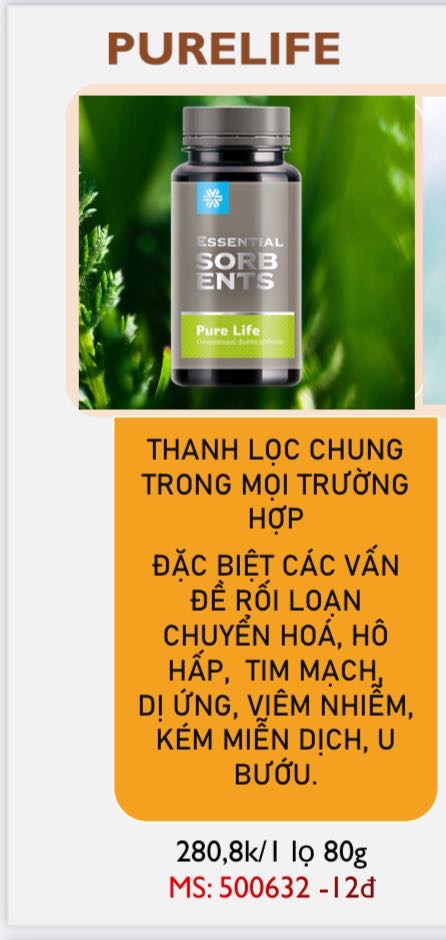 PURELIFE
ESSENTIAL
SORB
ENTS
Pure Life
Очищающий фитосорбент
THANH LỌC CHUNG
TRONG MỌI TRƯỜNG
HỢP
ĐẶC BIỆT CÁC VẤN
ĐỀ RỐI LOẠN
CHUYỂN HOÁ, HÔ
HẤP, TIM MẠCH,
DỊ ỨNG, VIÊM NHIỄM,
KÉM MIỄN DỊCH, U
BƯỚU.
280,8k/1 lọ 80g
MS: 500632 -12đ